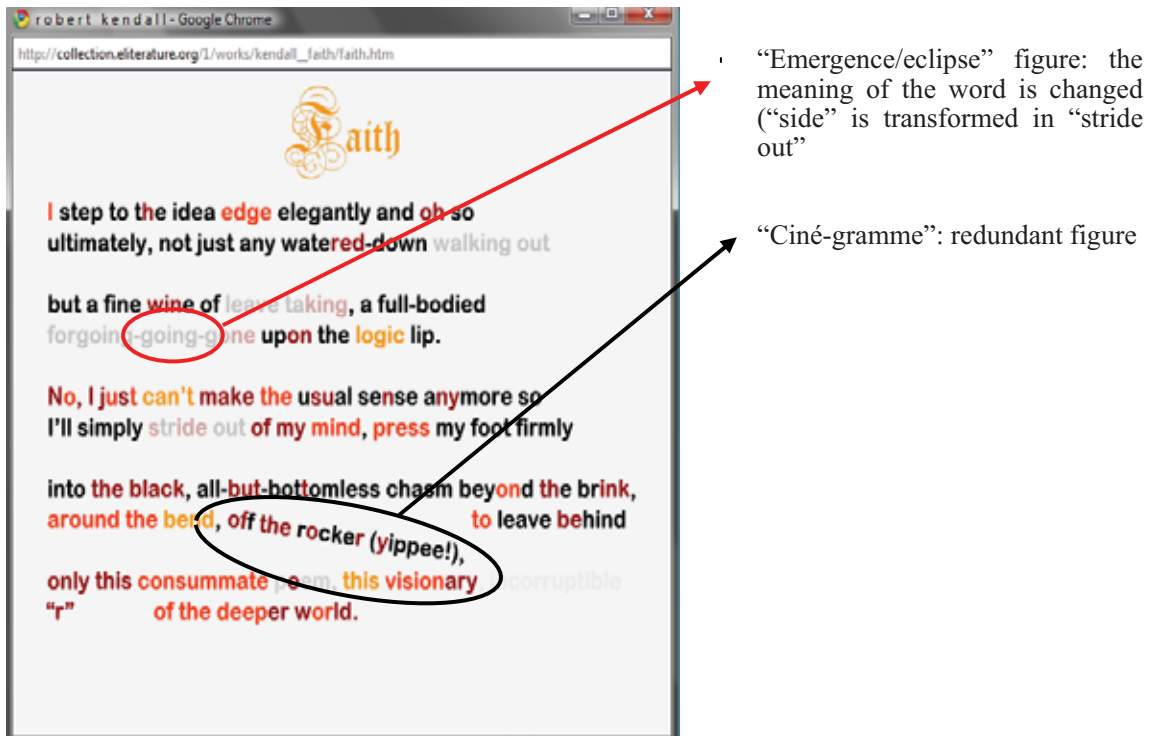 robert kendall - Google Chrome
http://collection.eliterature.org/1/works/kendall__faith/faith.htm
Faith
I step to the idea edge elegantly and oh so
ultimately, not just any watered-down walking out
but a fine wine of leave taking, a full-bodied
forgoing-going-gone upon the logic lip.
No, I just can't make the usual sense anymore so
I'll simply stride out of my mind, press my foot firmly
into the black, all-but-bottomless chasm beyond the brink,
around the bend, off the rocker (yippee!), to leave behind
only this consummate poem, this visionary incorruptible
“r” of the deeper world.
“Emergence/eclipse” figure: the
meaning of the word is changed
(“side” is transformed in “stride
out”
“Ciné-gramme”: redundant figure